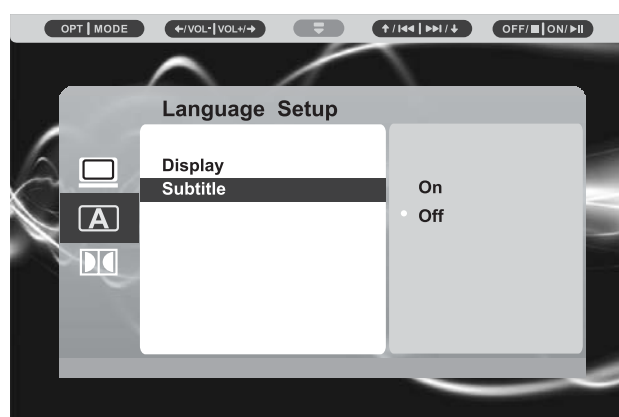 OPT | MODE ←/VOL- | VOL+/→ ↑/⏮ | ⏭/↓ OFF/■ | ON/▶II
Language Setup
Display
Subtitle
On
Off
A